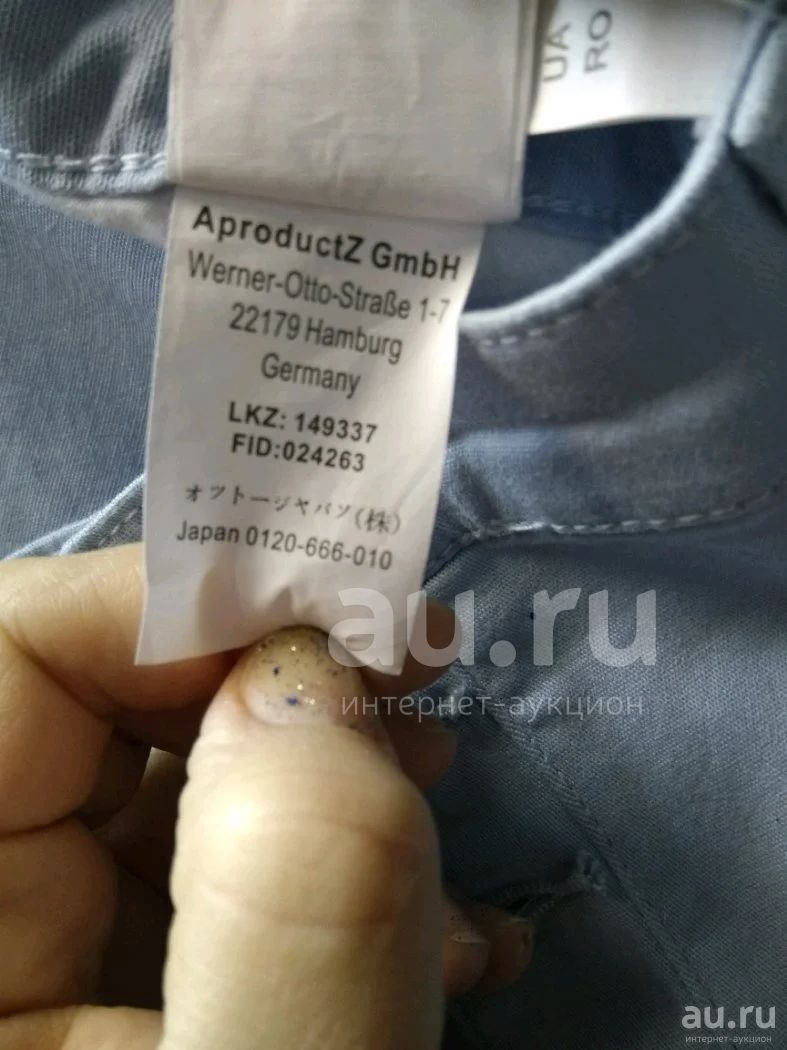 UA
RO
AproductZ GmbH
Werner-Otto-Straße 1-7
22179 Hamburg
Germany
LKZ: 149337
FID:024263
オットージャパン(株)
Japan 0120-666-010
au.ru
интернет-аукцион
au.ru
интернет-аукцион